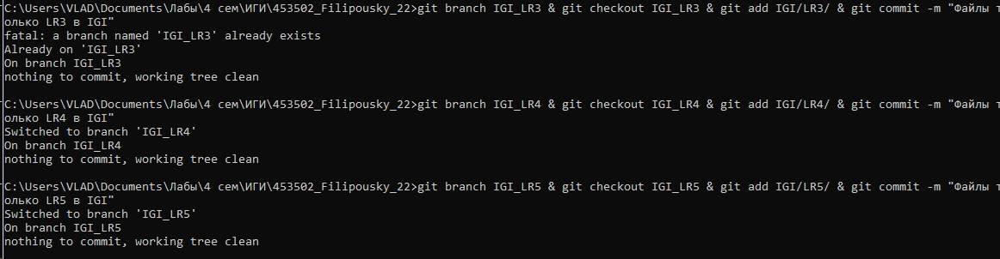 C:\Users\VLAD\Documents\Лабы\4 сем\ИГИ\453502_Filipousky_22>git branch IGI_LR3 & git checkout IGI_LR3 & git add IGI/LR3/ & git commit -m "Файлы т
олько LR3 в IGI"
fatal: a branch named 'IGI_LR3' already exists
Already on 'IGI_LR3'
On branch IGI_LR3
nothing to commit, working tree clean
C:\Users\VLAD\Documents\Лабы\4 сем\ИГИ\453502_Filipousky_22>git branch IGI_LR4 & git checkout IGI_LR4 & git add IGI/LR4/ & git commit -m "Файлы т
олько LR4 в IGI"
Switched to branch 'IGI_LR4'
On branch IGI_LR4
nothing to commit, working tree clean
C:\Users\VLAD\Documents\Лабы\4 сем\ИГИ\453502_Filipousky_22>git branch IGI_LR5 & git checkout IGI_LR5 & git add IGI/LR5/ & git commit -m "Файлы т
олько LR5 в IGI"
Switched to branch 'IGI_LR5'
On branch IGI_LR5
nothing to commit, working tree clean